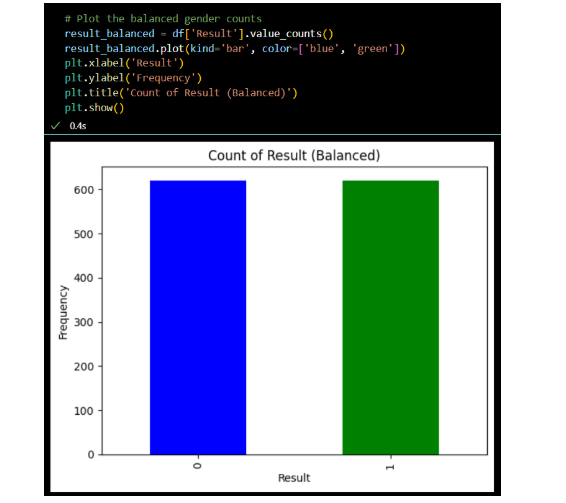 # Plot the balanced gender counts
result_balanced = df['Result'].value_counts()
result_balanced.plot(kind='bar', color=['blue', 'green'])
plt.xlabel('Result')
plt.ylabel('Frequency')
plt.title('Count of Result (Balanced)')
plt.show()
✓ 0.4s
Count of Result (Balanced)
600
500
400
300
200
100
0
Frequency
0
1
Result